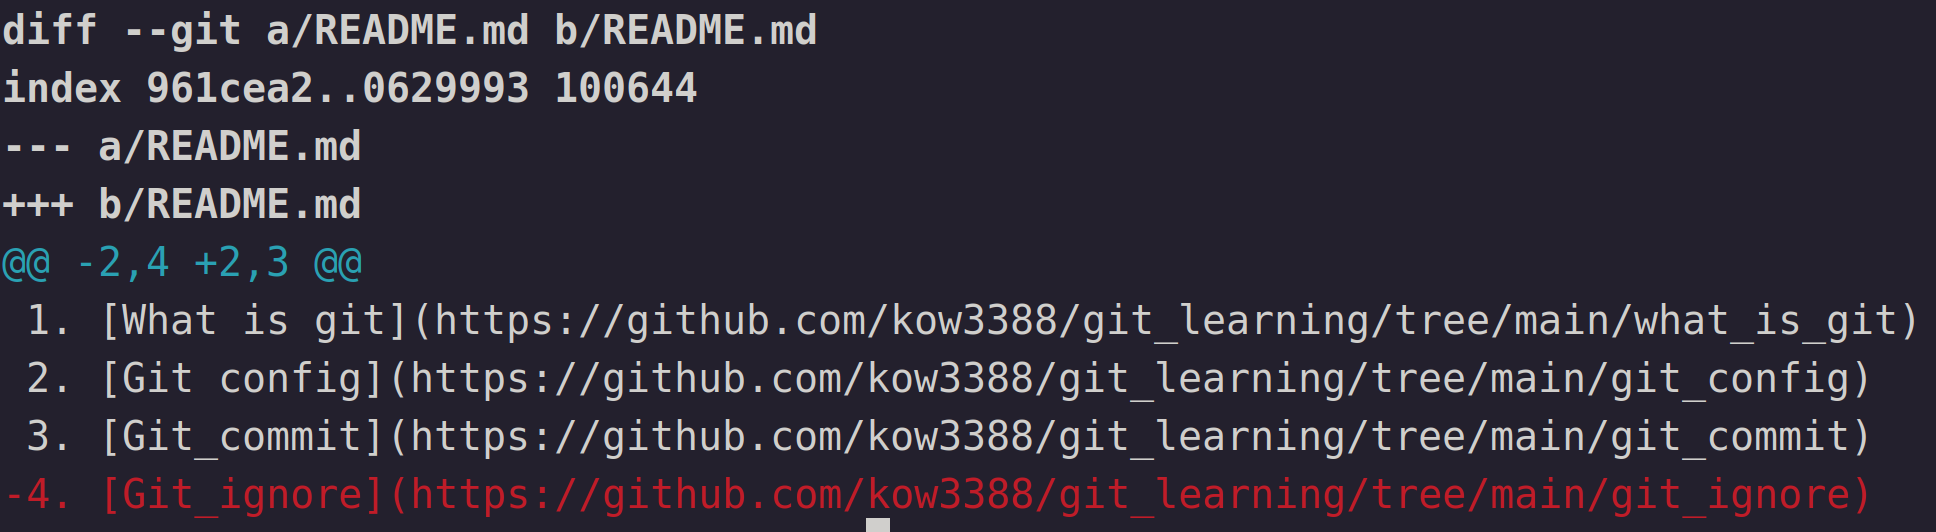 diff --git a/README.md b/README.md
index 961cea2..0629993 100644
--- a/README.md
+++ b/README.md
@@ -2,4 +2,3 @@
 1. [What is git](https://github.com/kow3388/git_learning/tree/main/what_is_git)
 2. [Git config](https://github.com/kow3388/git_learning/tree/main/git_config)
 3. [Git_commit](https://github.com/kow3388/git_learning/tree/main/git_commit)
-4. [Git_ignore](https://github.com/kow3388/git_learning/tree/main/git_ignore)